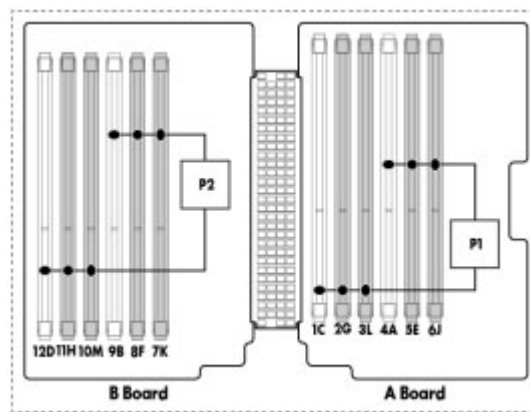 P2
P1
12D 11H 10M 9B 8F 7K
1C 2G 3L 4A 5E 6J
B Board
A Board